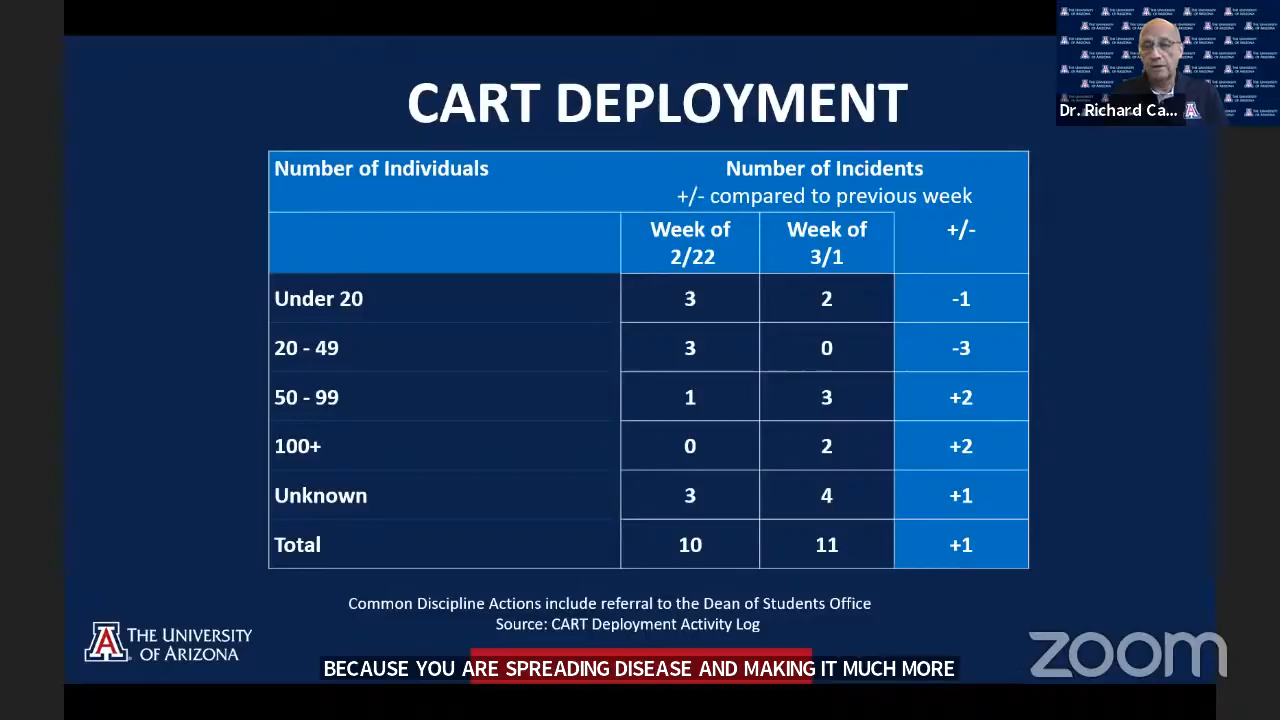 CART DEPLOYMENT
Dr. Richard Ca...
Number of Individuals
Number of Incidents
+/- compared to previous week
Week of 2/22
Week of 3/1
+/-
Under 20 3 2 -1
20 - 49 3 0 -3
50 - 99 1 3 +2
100+ 0 2 +2
Unknown 3 4 +1
Total 10 11 +1
Common Discipline Actions include referral to the Dean of Students Office
Source: CART Deployment Activity Log
THE UNIVERSITY
OF ARIZONA
zoom
BECAUSE YOU ARE SPREADING DISEASE AND MAKING IT MUCH MORE